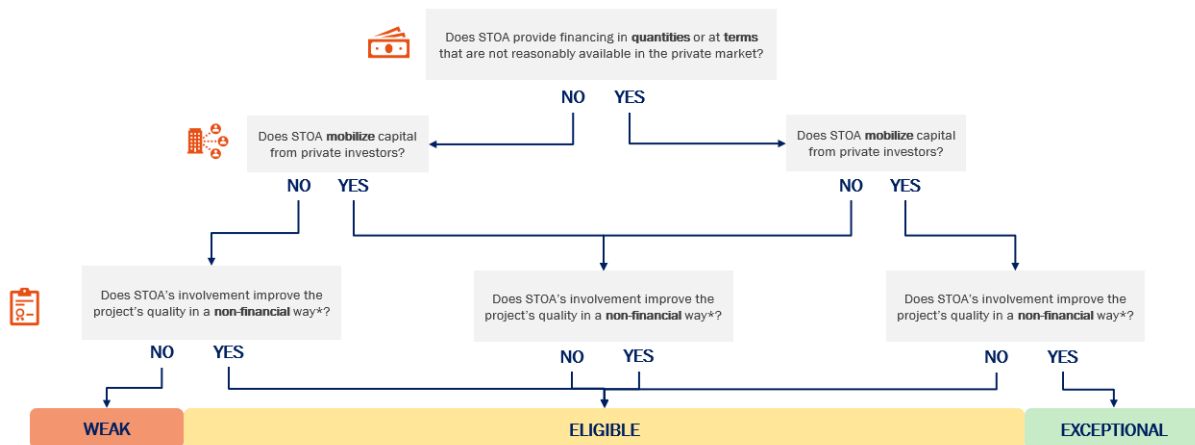 Does STOA provide financing in quantities or at terms
that are not reasonably available in the private market?
NO YES
Does STOA mobilize capital
from private investors?
Does STOA mobilize capital
from private investors?
NO YES
NO YES
Does STOA's involvement improve the
project's quality in a non-financial way*?
Does STOA's involvement improve the
project's quality in a non-financial way*?
Does STOA's involvement improve the
project's quality in a non-financial way*?
NO YES
NO YES
NO YES
WEAK
ELIGIBLE
EXCEPTIONAL